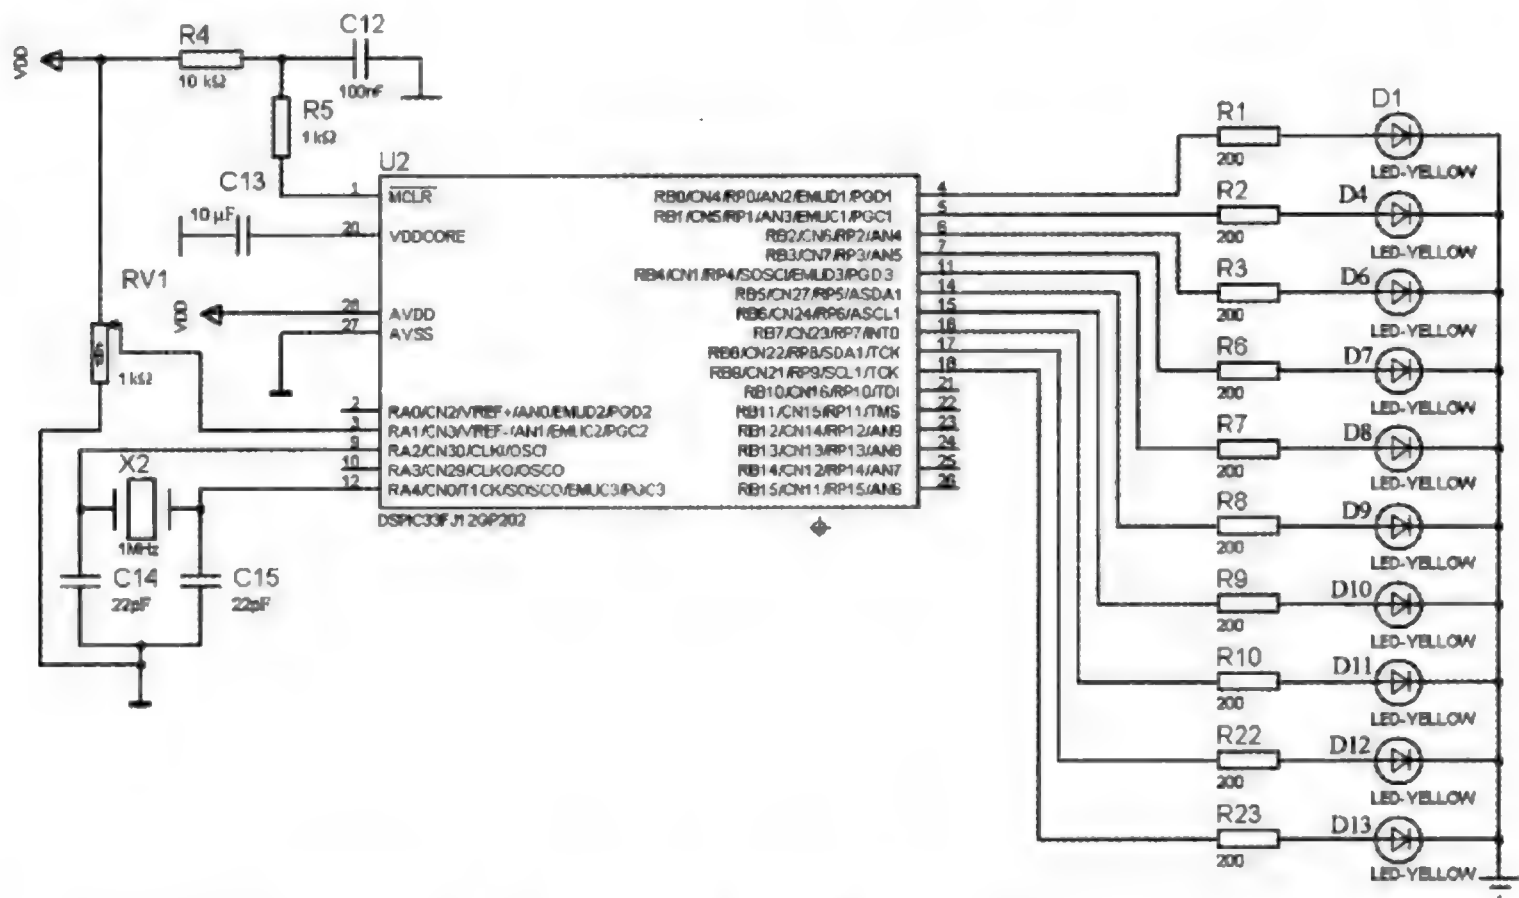 VDD
R4
10 kΩ
C12
100nF
R5
1 kΩ
C13
10 µF
RV1
1 kΩ
VDD
U2
1
MCLR
20
VDDCORE
28
AVDD
27
AVSS
2
RA0/CN2/VREF+/AN0/EMUD2/PGD2
3
RA1/CN3/VREF-/AN1/EMUC2/PGC2
9
RA2/CN30/CLKI/OSCI
10
RA3/CN29/CLKO/OSCO
12
RA4/CN0/T1CK/SOSCO/EMUC3/PGC3
DSPIC33FJ12GP202
RB0/CN4/RP0/AN2/EMUD1/PGD1
4
RB1/CN5/RP1/AN3/EMUC1/PGC1
5
RB2/CN6/RP2/AN4
6
RB3/CN7/RP3/AN5
7
RB4/CN1/RP4/SOSCI/EMUD3/PGD3
11
RB5/CN27/RP5/ASDA1
14
RB6/CN24/RP6/ASCL1
15
RB7/CN23/RP7/INT0
16
RB8/CN22/RP8/SDA1/TCK
17
RB9/CN21/RP9/SCL1/TCK
18
RB10/CN16/RP10/TDI
21
RB11/CN15/RP11/TMS
22
RB12/CN14/RP12/AN9
23
RB13/CN13/RP13/AN8
24
RB14/CN12/RP14/AN7
25
RB15/CN11/RP15/AN6
26
X2
1MHz
C14
22pF
C15
22pF
R1
200
D1
LED-YELLOW
R2
200
D4
LED-YELLOW
R3
200
D6
LED-YELLOW
R6
200
D7
LED-YELLOW
R7
200
D8
LED-YELLOW
R8
200
D9
LED-YELLOW
R9
200
D10
LED-YELLOW
R10
200
D11
LED-YELLOW
R22
200
D12
LED-YELLOW
R23
200
D13
LED-YELLOW